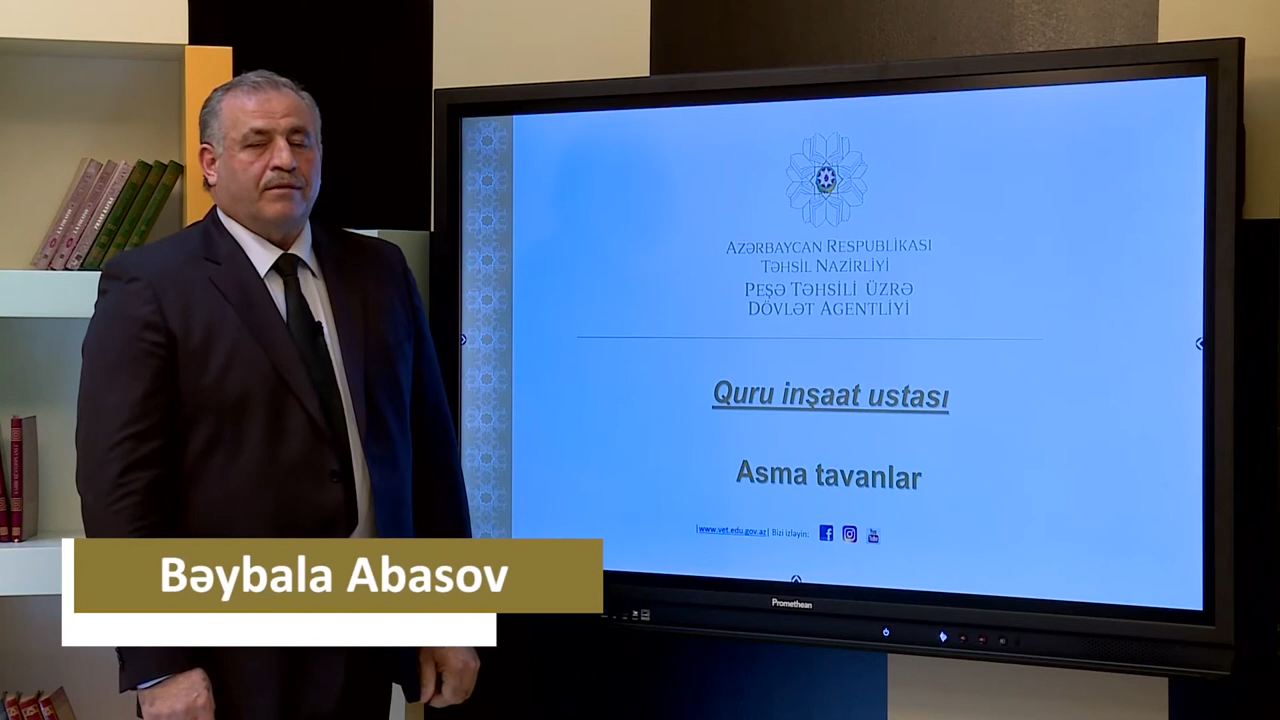 AZƏRBAYCAN RESPUBLIKASI
TƏHSIL NAZIRLIYI
PEŞƏ TƏHSILI ÜZRƏ
DÖVLƏT AGENTLIYI
Quru inşaat ustası
Asma tavanlar
|www.vet.edu.gov.az| Bizi izləyin:
Bəybala Abasov
Promethean